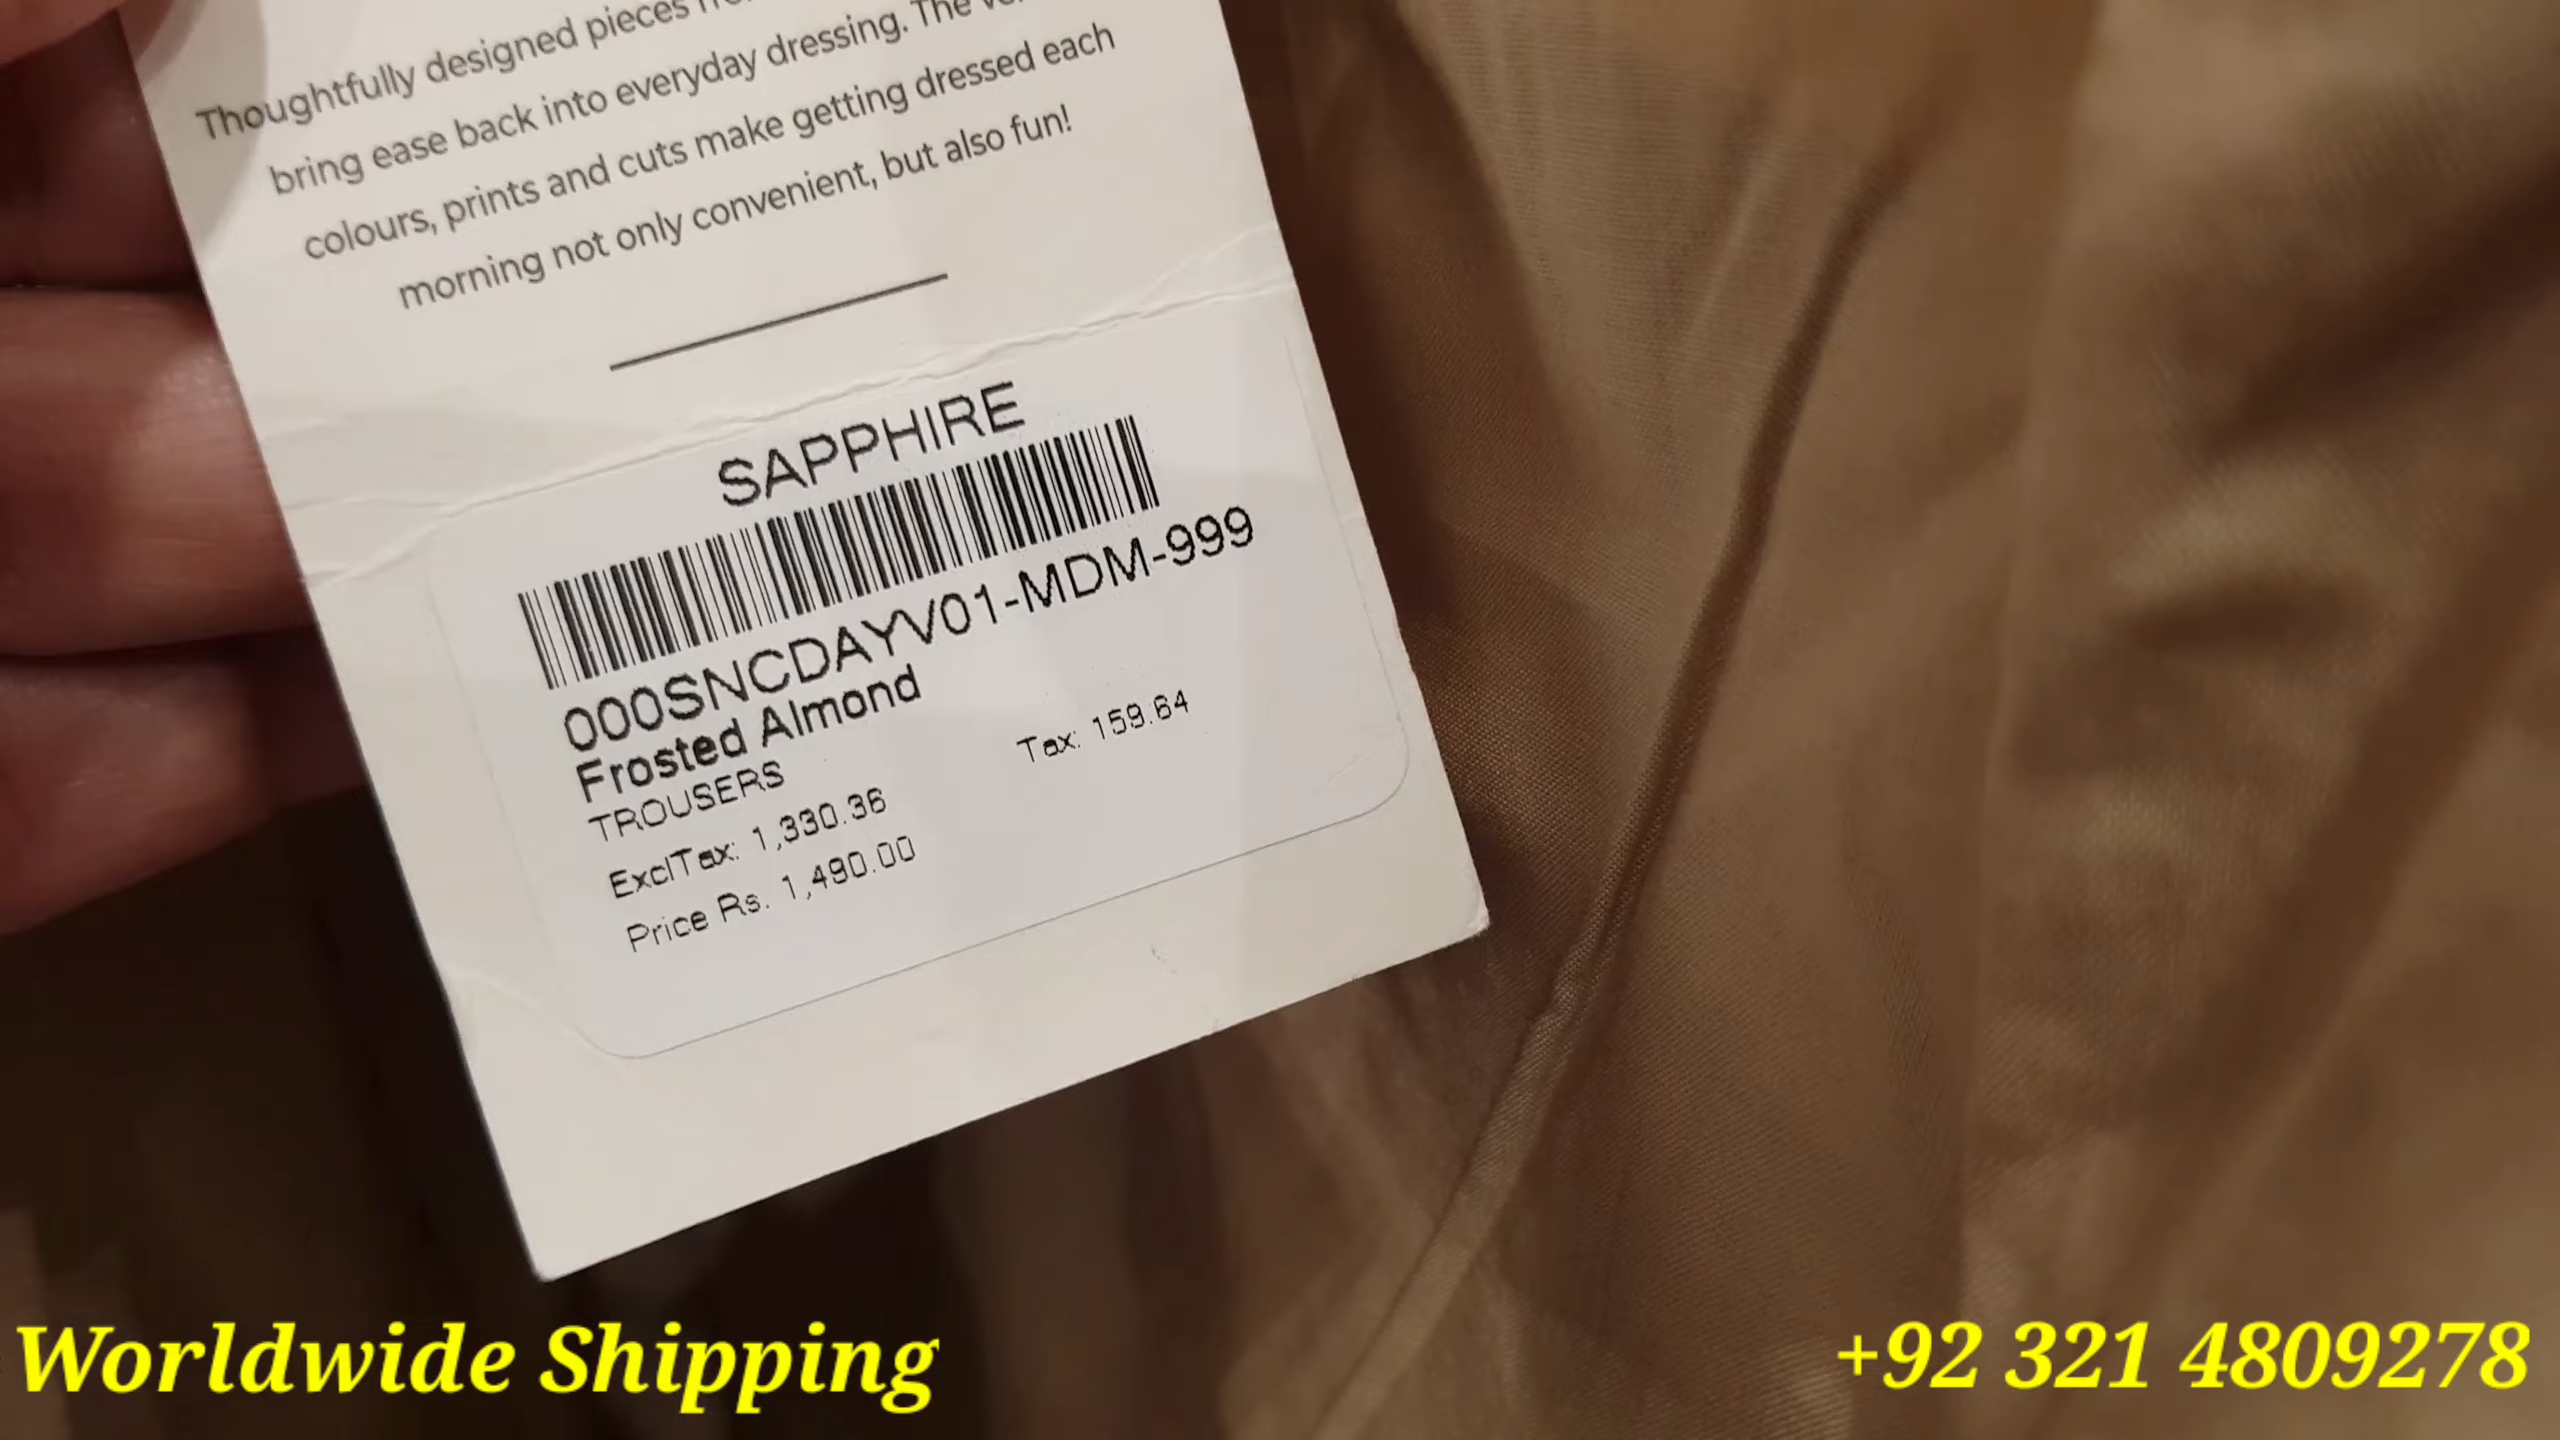 Thoughtfully designed pieces
bring ease back into everyday dressing. The
colours, prints and cuts make getting dressed each
morning not only convenient, but also fun!
SAPPHIRE
000SNCDAYV01-MDM-999
Frosted Almond
TROUSERS
ExclTax: 1,330.36 Tax: 159.64
Price Rs. 1,490.00
Worldwide Shipping +92 321 4809278